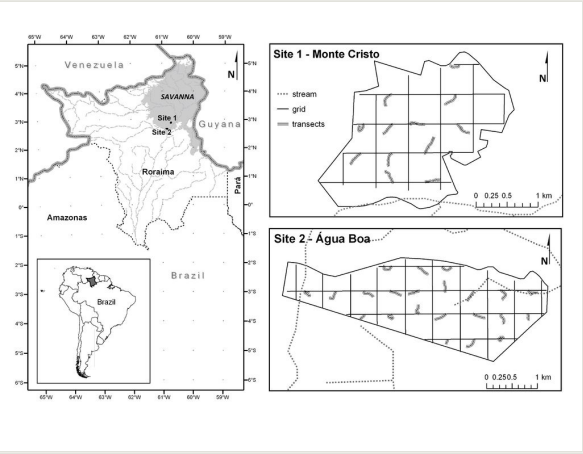 65°W 64°W 63°W 62°W 61°W 60°W 59°W
5°N
4°N
3°N
2°N
1°N
0°
1°S
2°S
3°S
4°S
5°S
6°S
Venezuela
N
SAVANNA
Site 1
Site 2
Guyana
Roraima
Pará
Amazonas
Brazil
Brazil
5°N
4°N
3°N
2°N
1°N
0°
1°S
2°S
3°S
4°S
5°S
6°S
65°W 64°W 63°W 62°W 61°W 60°W 59°W
Site 1 - Monte Cristo
N
stream
grid
transects
0 0.25 0.5 1 km
Site 2 - Água Boa
N
0 0.250.5 1 km